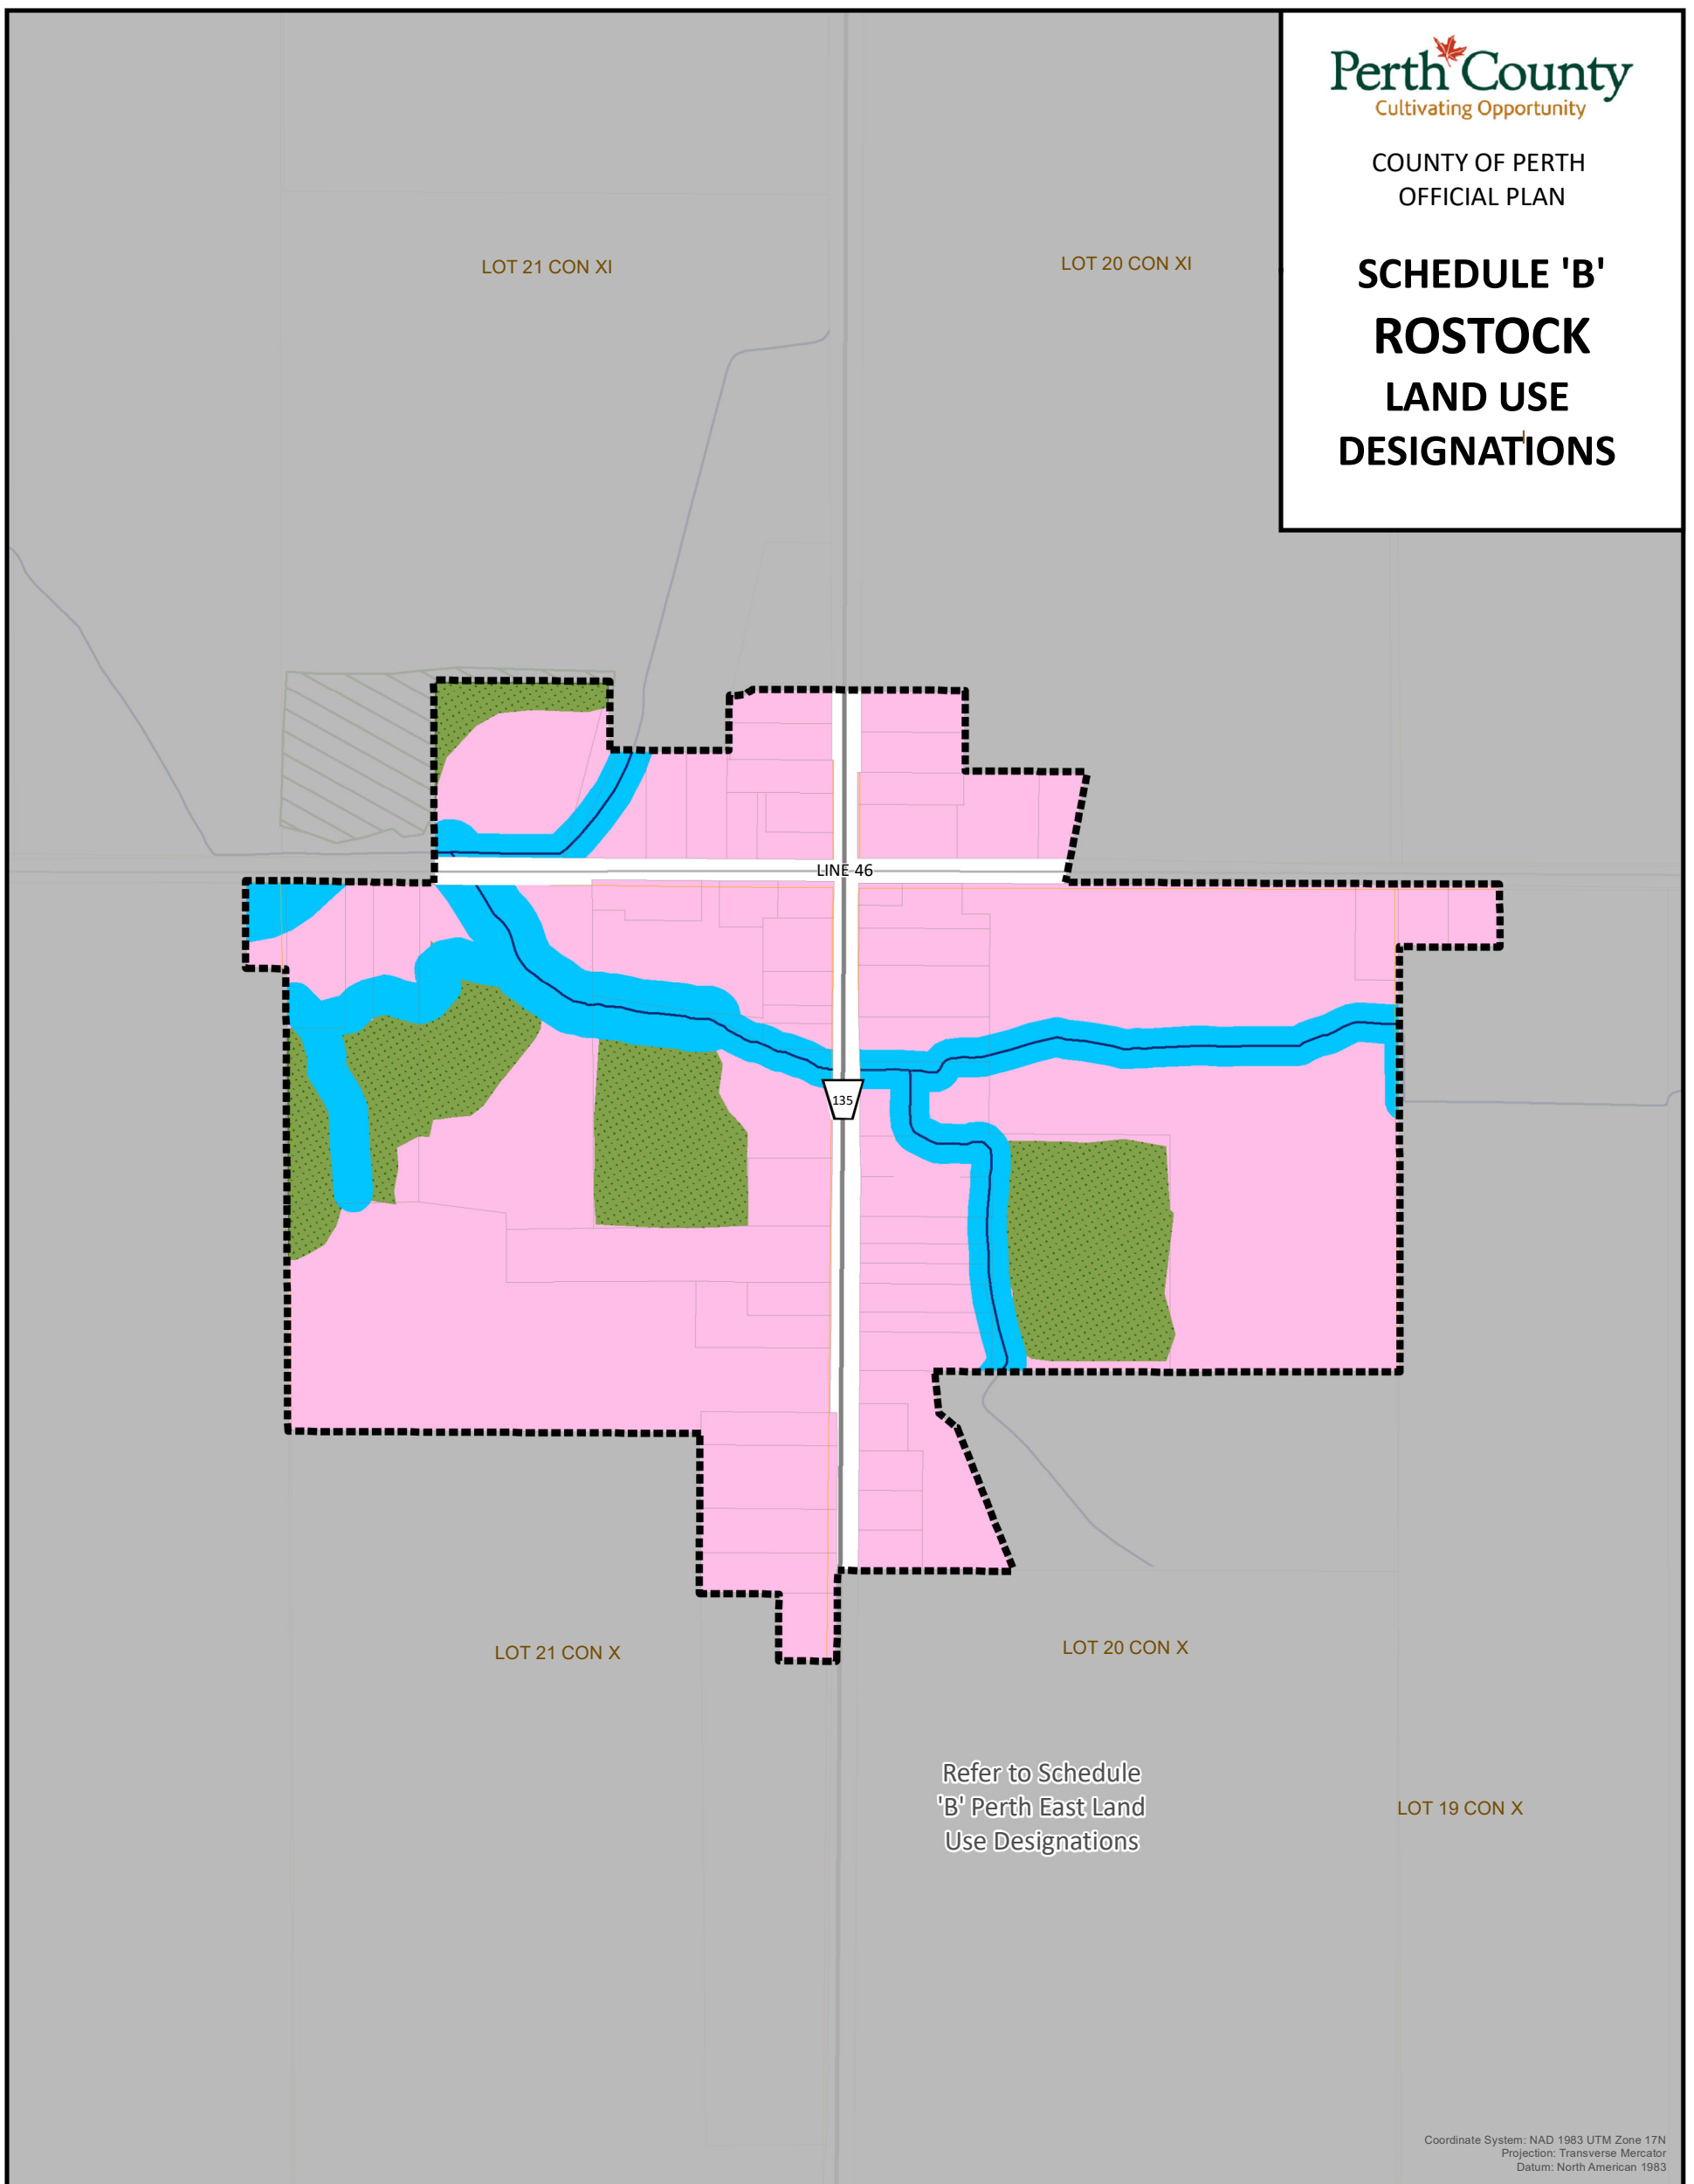 Perth County
Cultivating Opportunity
COUNTY OF PERTH
OFFICIAL PLAN
SCHEDULE 'B'
ROSTOCK
LAND USE
DESIGNATIONS
LOT 21 CON XI
LOT 20 CON XI
LINE 46
135
LOT 21 CON X
LOT 20 CON X
Refer to Schedule
'B' Perth East Land
Use Designations
LOT 19 CON X
Coordinate System: NAD 1983 UTM Zone 17N
Projection: Transverse Mercator
Datum: North American 1983